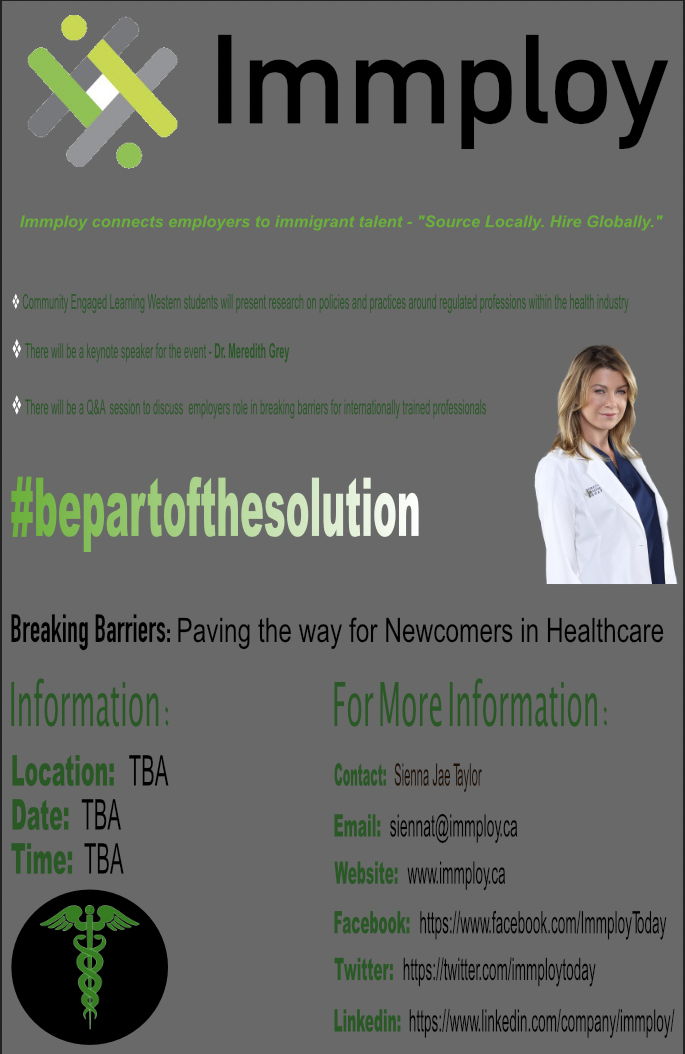 Immploy
Immploy connects employers to immigrant talent - "Source Locally. Hire Globally."
❖ Community Engaged Learning Western students will present research on policies and practices around regulated professions within the health industry
❖ There will be a keynote speaker for the event - Dr. Meredith Grey
❖ There will be a Q&A session to discuss employers role in breaking barriers for internationally trained professionals
#bepartofthesolution
Breaking Barriers: Paving the way for Newcomers in Healthcare
Information :
Location: TBA
Date: TBA
Time: TBA
For More Information :
Contact: Sienna Jae Taylor
Email: siennat@immploy.ca
Website: www.immploy.ca
Facebook: https://www.facebook.com/ImmployToday
Twitter: https://twitter.com/immploytoday
Linkedin: https://www.linkedin.com/company/immploy/